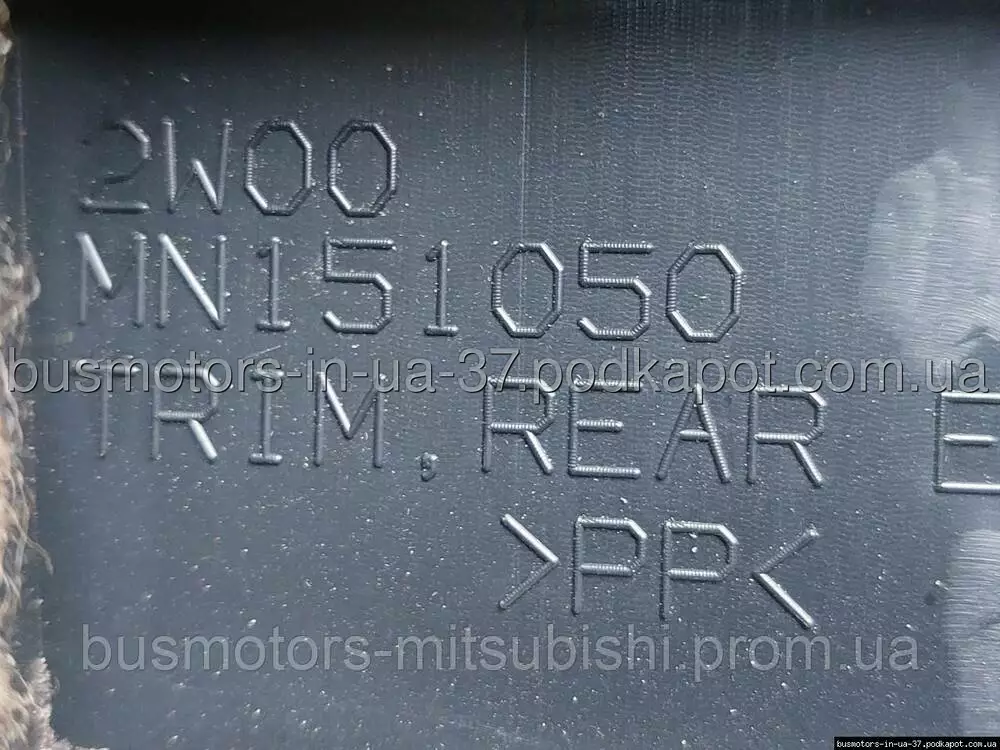 2W00
MN151050
busmotors-in-ua-37.podkapot.com.ua
TRIM,REAR E
>PP<
busmotors-mitsubishi.prom.ua
busmotors-in-ua-37.podkapot.com.ua